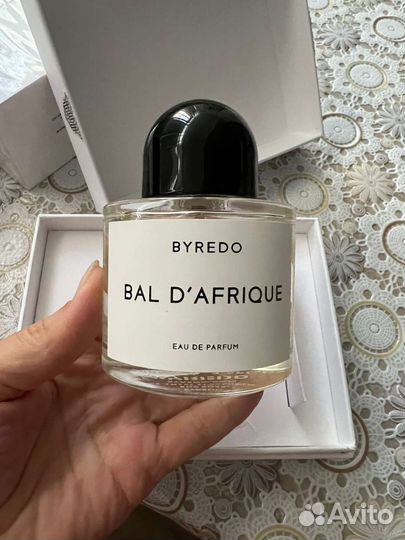 BYREDO
BAL D'AFRIQUE
EAU DE PARFUM
Avito